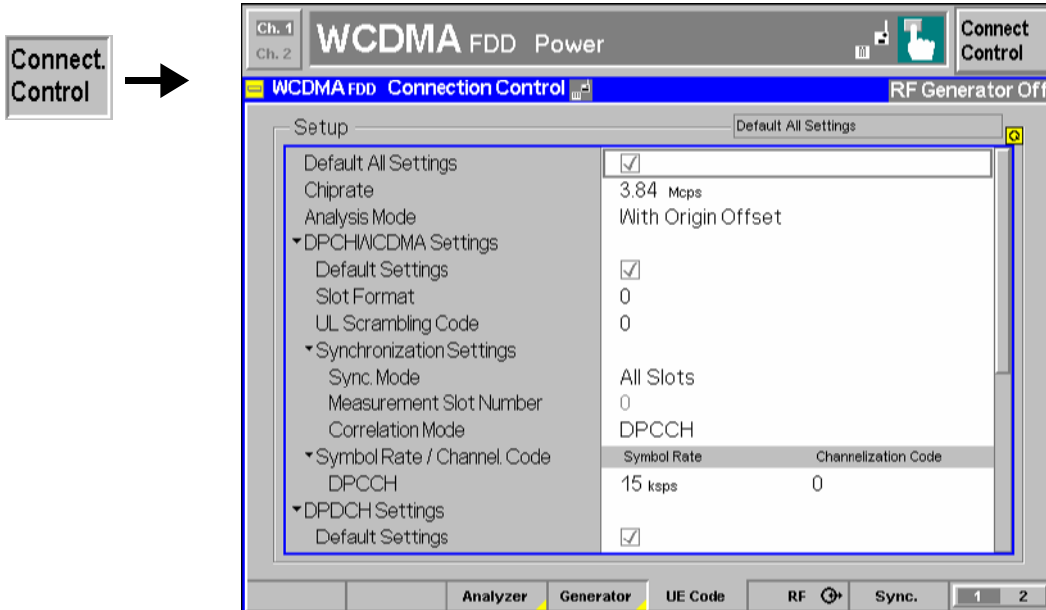 Connect.
Control
Ch. 1
Ch. 2
WCDMA FDD Power
Connect
Control
WCDMA FDD Connection Control
RF Generator Off
Setup
Default All Settings
Default All Settings
Chiprate 3.84 Mcps
Analysis Mode With Origin Offset
DPCH WCDMA Settings
Default Settings
Slot Format 0
UL Scrambling Code 0
Synchronization Settings
Sync. Mode All Slots
Measurement Slot Number 0
Correlation Mode DPCCH
Symbol Rate / Channel. Code Symbol Rate Channelization Code
DPCCH 15 ksps 0
DPDCH Settings
Default Settings
Analyzer Generator UE Code RF Sync. 1 2